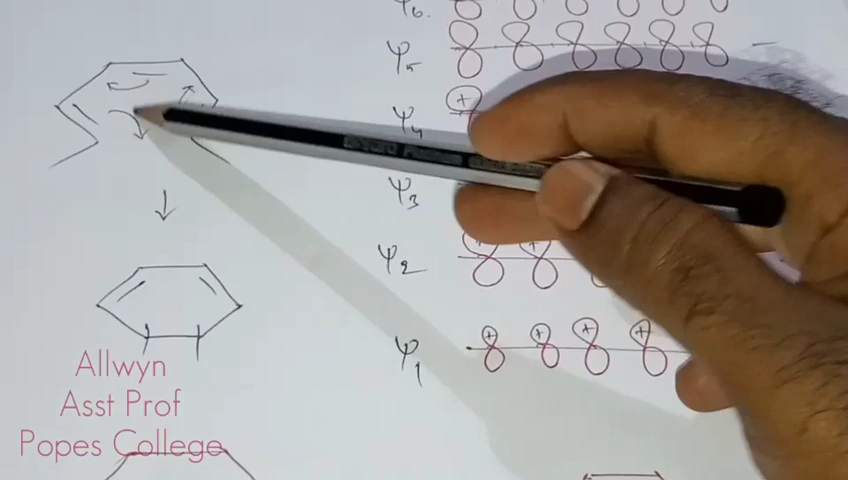 ψ6.
ψ5
ψ4
+
ψ3
ψ2
+ +
ψ1
+ + + +
Allwyn
Asst Prof
Popes College